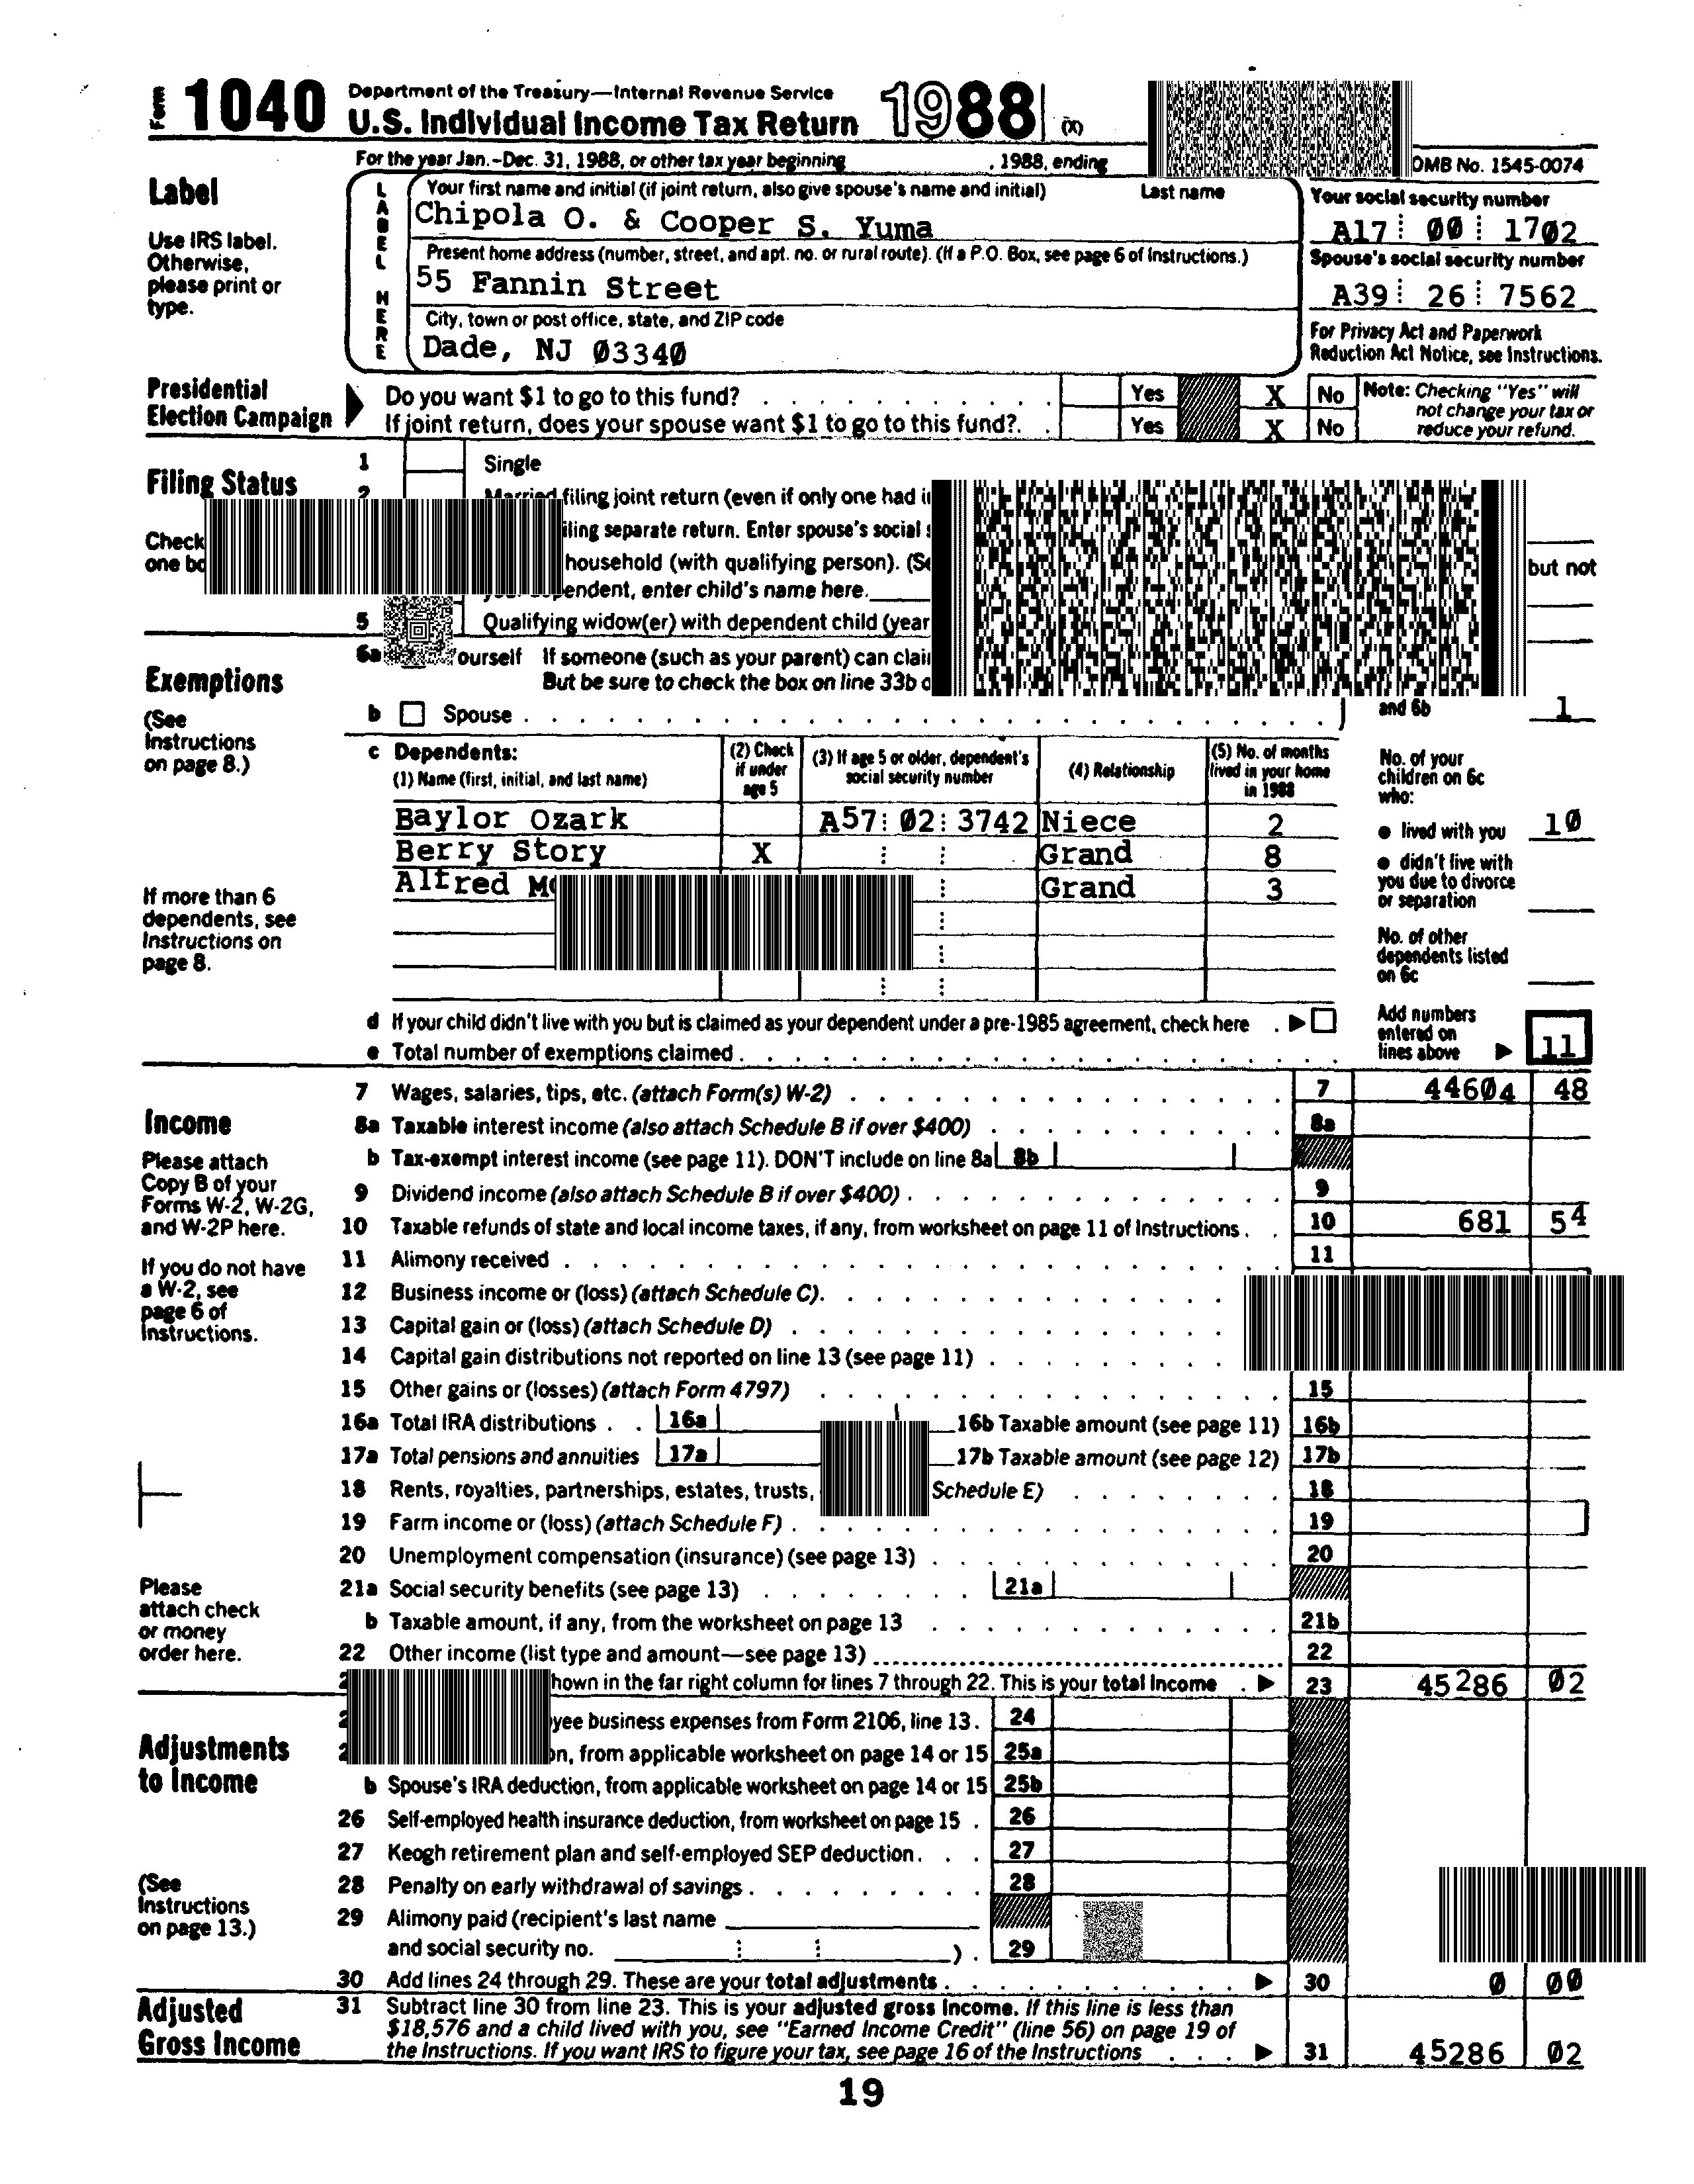 Form 1040 Department of the Treasury—Internal Revenue Service
U.S. Individual Income Tax Return 1988 (X)
For the year Jan.-Dec. 31, 1988, or other tax year beginning , 1988, ending OMB No. 1545-0074
Label
Use IRS label.
Otherwise,
please print or
type.
LABEL HERE
Your first name and initial (if joint return, also give spouse's name and initial) Last name
Chipola O. & Cooper S. Yuma
Present home address (number, street, and apt. no. or rural route). (If a P.O. Box, see page 6 of Instructions.)
55 Fannin Street
City, town or post office, state, and ZIP code
Dade, NJ 03340
Your social security number
A17 00 1702
Spouse's social security number
A39 26 7562
For Privacy Act and Paperwork
Reduction Act Notice, see Instructions.
Presidential
Election Campaign
Do you want $1 to go to this fund? Yes X No
If joint return, does your spouse want $1 to go to this fund?. Yes X No
Note: Checking "Yes" will
not change your tax or
reduce your refund.
Filing Status
Check
one
1 Single
2 Married filing joint return (even if only one had
separate return. Enter spouse's social
household (with qualifying person).
but not
enter child's name here.
5 Qualifying widow(er) with dependent child (year
Exemptions
(See
Instructions
on page 8.)
6a If someone (such as your parent) can
But be sure to check the box on line 33b
b Spouse
and 6b 1
c Dependents:
(1) Name (first, initial, and last name)
(2) Check
if under
age 5
(3) If age 5 or older, dependent's
social security number
(4) Relationship
(5) No. of months
lived in your home
in 1988
Baylor Ozark A57 02 3742 Niece 2
Berry Story X Grand 8
Alfred Grand 3
If more than 6
dependents, see
Instructions on
page 8.
No. of your
children on 6c
who:
• lived with you 10
• didn't live with
you due to divorce
or separation
No. of other
dependents listed
on 6c
d If your child didn't live with you but is claimed as your dependent under a pre-1985 agreement, check here
e Total number of exemptions claimed
Add numbers
entered on
lines above 11
Income
Please attach
Copy B of your
Forms W-2, W-2G,
and W-2P here.
If you do not have
a W-2, see
page 6 of
Instructions.
Please
attach check
or money
order here.
7 Wages, salaries, tips, etc. (attach Form(s) W-2) 7 44604 48
8a Taxable interest income (also attach Schedule B if over $400) 8a
b Tax-exempt interest income (see page 11). DON'T include on line 8a 8b
9 Dividend income (also attach Schedule B if over $400) 9
10 Taxable refunds of state and local income taxes, if any, from worksheet on page 11 of Instructions 10 681 54
11 Alimony received 11
12 Business income or (loss) (attach Schedule C).
13 Capital gain or (loss) (attach Schedule D)
14 Capital gain distributions not reported on line 13 (see page 11)
15 Other gains or (losses) (attach Form 4797) 15
16a Total IRA distributions 16a 16b Taxable amount (see page 11) 16b
17a Total pensions and annuities 17a 17b Taxable amount (see page 12) 17b
18 Rents, royalties, partnerships, estates, trusts, Schedule E) 18
19 Farm income or (loss) (attach Schedule F) 19
20 Unemployment compensation (insurance) (see page 13) 20
21a Social security benefits (see page 13) 21a
b Taxable amount, if any, from the worksheet on page 13 21b
22 Other income (list type and amount—see page 13) 22
shown in the far right column for lines 7 through 22. This is your total income 23 45286 02
Adjustments
to Income
(See
Instructions
on page 13.)
business expenses from Form 2106, line 13. 24
from applicable worksheet on page 14 or 15 25a
b Spouse's IRA deduction, from applicable worksheet on page 14 or 15 25b
26 Self-employed health insurance deduction, from worksheet on page 15 26
27 Keogh retirement plan and self-employed SEP deduction 27
28 Penalty on early withdrawal of savings 28
29 Alimony paid (recipient's last name
and social security no. ) 29
30 Add lines 24 through 29. These are your total adjustments 30 0 00
Adjusted
Gross Income
31 Subtract line 30 from line 23. This is your adjusted gross income. If this line is less than
$18,576 and a child lived with you, see "Earned Income Credit" (line 56) on page 19 of
the Instructions. If you want IRS to figure your tax, see page 16 of the Instructions 31 45286 02
19